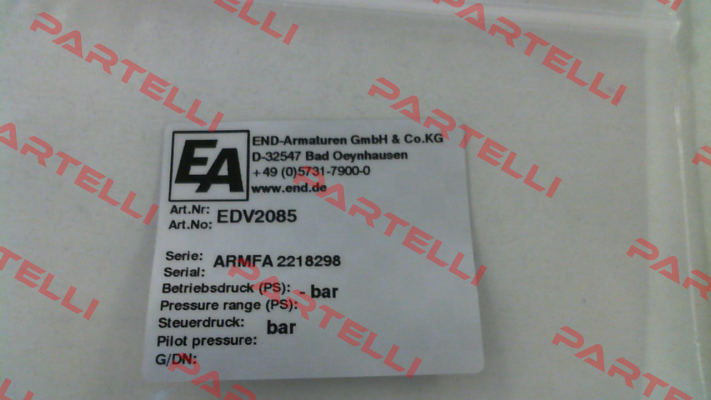 EA
END-Armaturen GmbH & Co.KG
D-32547 Bad Oeynhausen
+49 (0)5731-7900-0
www.end.de
Art.Nr:
Art.No: EDV2085
Serie:
Serial: ARMFA 2218298
Betriebsdruck (PS): - bar
Pressure range (PS):
Steuerdruck: bar
Pilot pressure:
G/DN:
PARTELLI
PARTELLI
PARTELLI
PARTELLI
PARTELLI
PARTELLI
PARTELLI
PARTELLI
PARTELLI